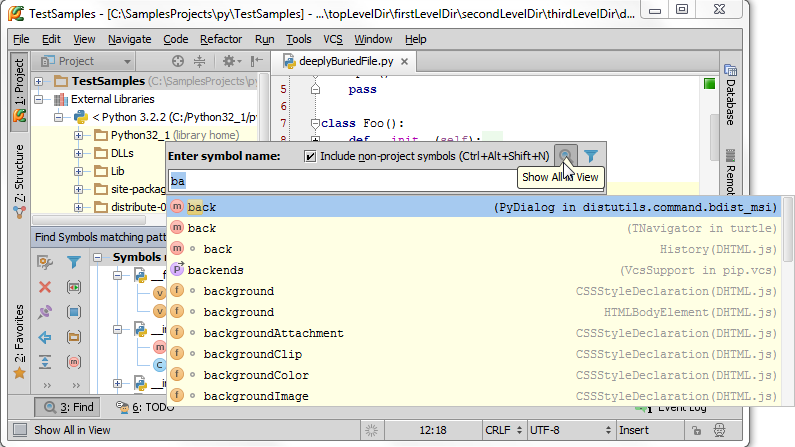 TestSamples - [C:\SamplesProjects\py\TestSamples] - ...\topLevelDir\firstLevelDir\secondLevelDir\thirdLevelDir\d...
File Edit View Navigate Code Refactor Run Tools VCS Window Help
1: Project
Project
deeplyBuriedFile.py
TestSamples (C:\SamplesProjects\py\
External Libraries
< Python 3.2.2 (C:/Python32_1/p
Python32_1 (library home)
DLLs
Lib
site-packag
distribute-0
5 pass
6
7 class Foo():
8 def __init__(self):
Database
Remot
Z: Structure
2: Favorites
Enter symbol name:
Include non-project symbols (Ctrl+Alt+Shift+N)
ba
Show All in View
back (PyDialog in distutils.command.bdist_msi)
back (TNavigator in turtle)
back History(DHTML.js)
backends (VcsSupport in pip.vcs)
background CSSStyleDeclaration(DHTML.js)
background HTMLBodyElement(DHTML.js)
backgroundAttachment CSSStyleDeclaration(DHTML.js)
backgroundClip CSSStyleDeclaration(DHTML.js)
backgroundColor CSSStyleDeclaration(DHTML.js)
backgroundImage CSSStyleDeclaration(DHTML.js)
Find Symbols matching patt
Symbols m
__f
__in
__in
3: Find
6: TODO
Event Log
Show All in View
12:18 CRLF UTF-8 Insert